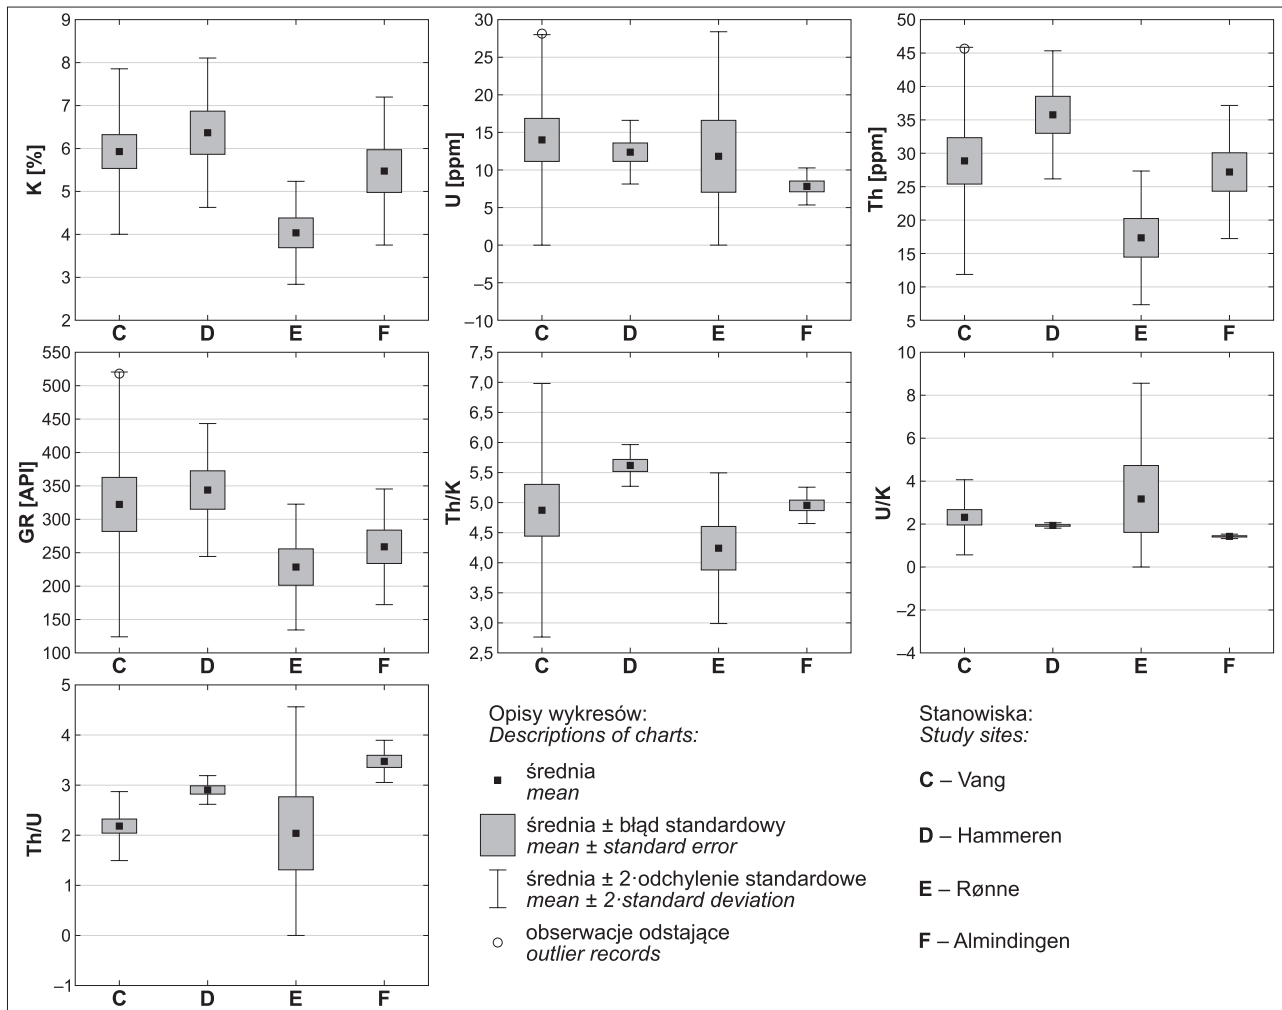 9
8
7
6
5
4
3
2
K [%]
C D E F
30
25
20
15
10
5
0
–5
–10
U [ppm]
C D E F
50
45
40
35
30
25
20
15
10
5
Th [ppm]
C D E F
550
500
450
400
350
300
250
200
150
100
GR [API]
C D E F
7,5
7,0
6,5
6,0
5,5
5,0
4,5
4,0
3,5
3,0
2,5
Th/K
C D E F
10
8
6
4
2
0
–2
–4
U/K
C D E F
5
4
3
2
1
0
–1
Th/U
C D E F
Opisy wykresów:
Descriptions of charts:
średnia
mean
średnia ± błąd standardowy
mean ± standard error
średnia ± 2·odchylenie standardowe
mean ± 2·standard deviation
obserwacje odstające
outlier records
Stanowiska:
Study sites:
C – Vang
D – Hammeren
E – Rønne
F – Almindingen